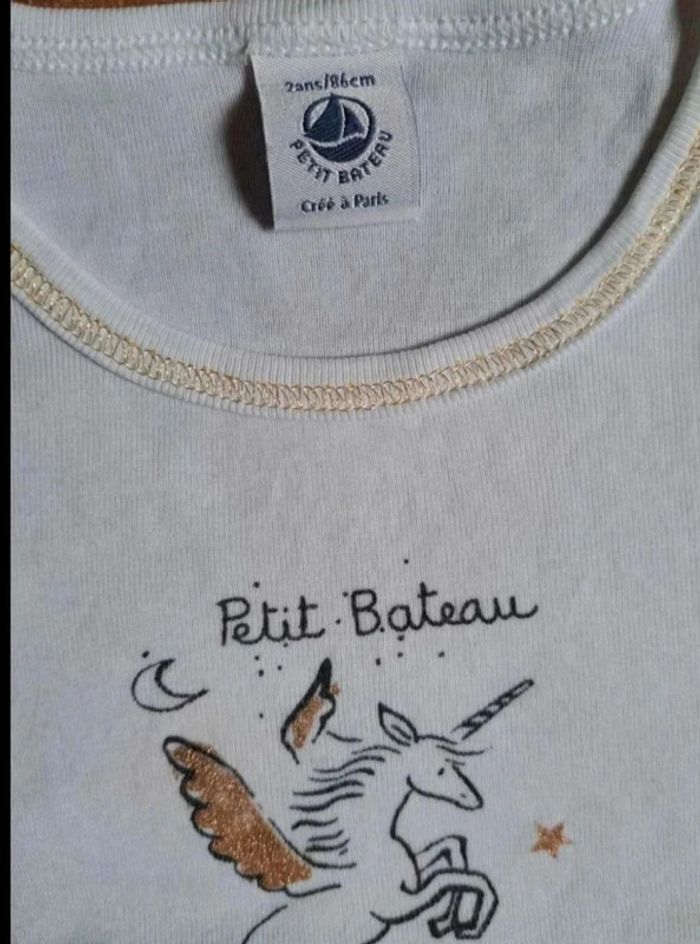 2ans/86cm
PETIT BATEAU
Créé à Paris
Petit Bateau